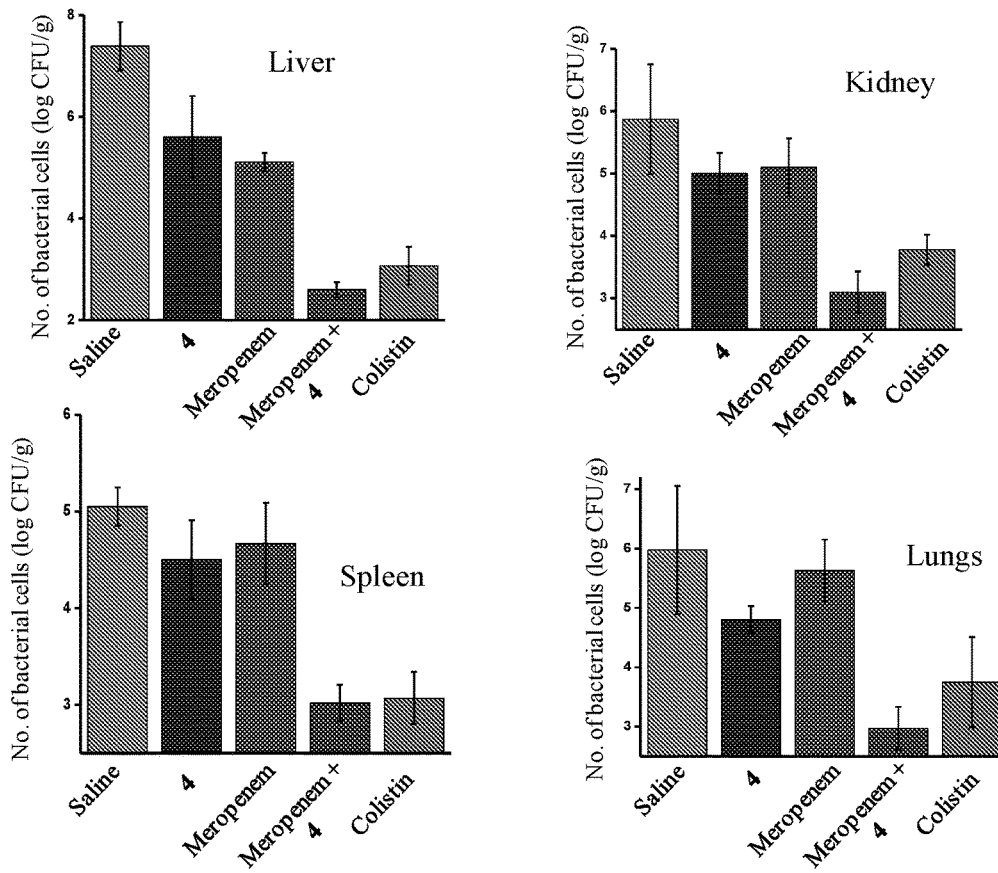 No. of bacterial cells (log CFU/g)
8
6
4
2
Liver
Saline
4
Meropenem
Meropenem +
4
Colistin
No. of bacterial cells (log CFU/g)
7
6
5
4
3
Kidney
Saline
4
Meropenem
Meropenem +
4
Colistin
No. of bacterial cells (log CFU/g)
6
5
4
3
Spleen
Saline
4
Meropenem
Meropenem +
4
Colistin
No. of bacterial cells (log CFU/g)
7
6
5
4
3
Lungs
Saline
4
Meropenem
Meropenem +
4
Colistin